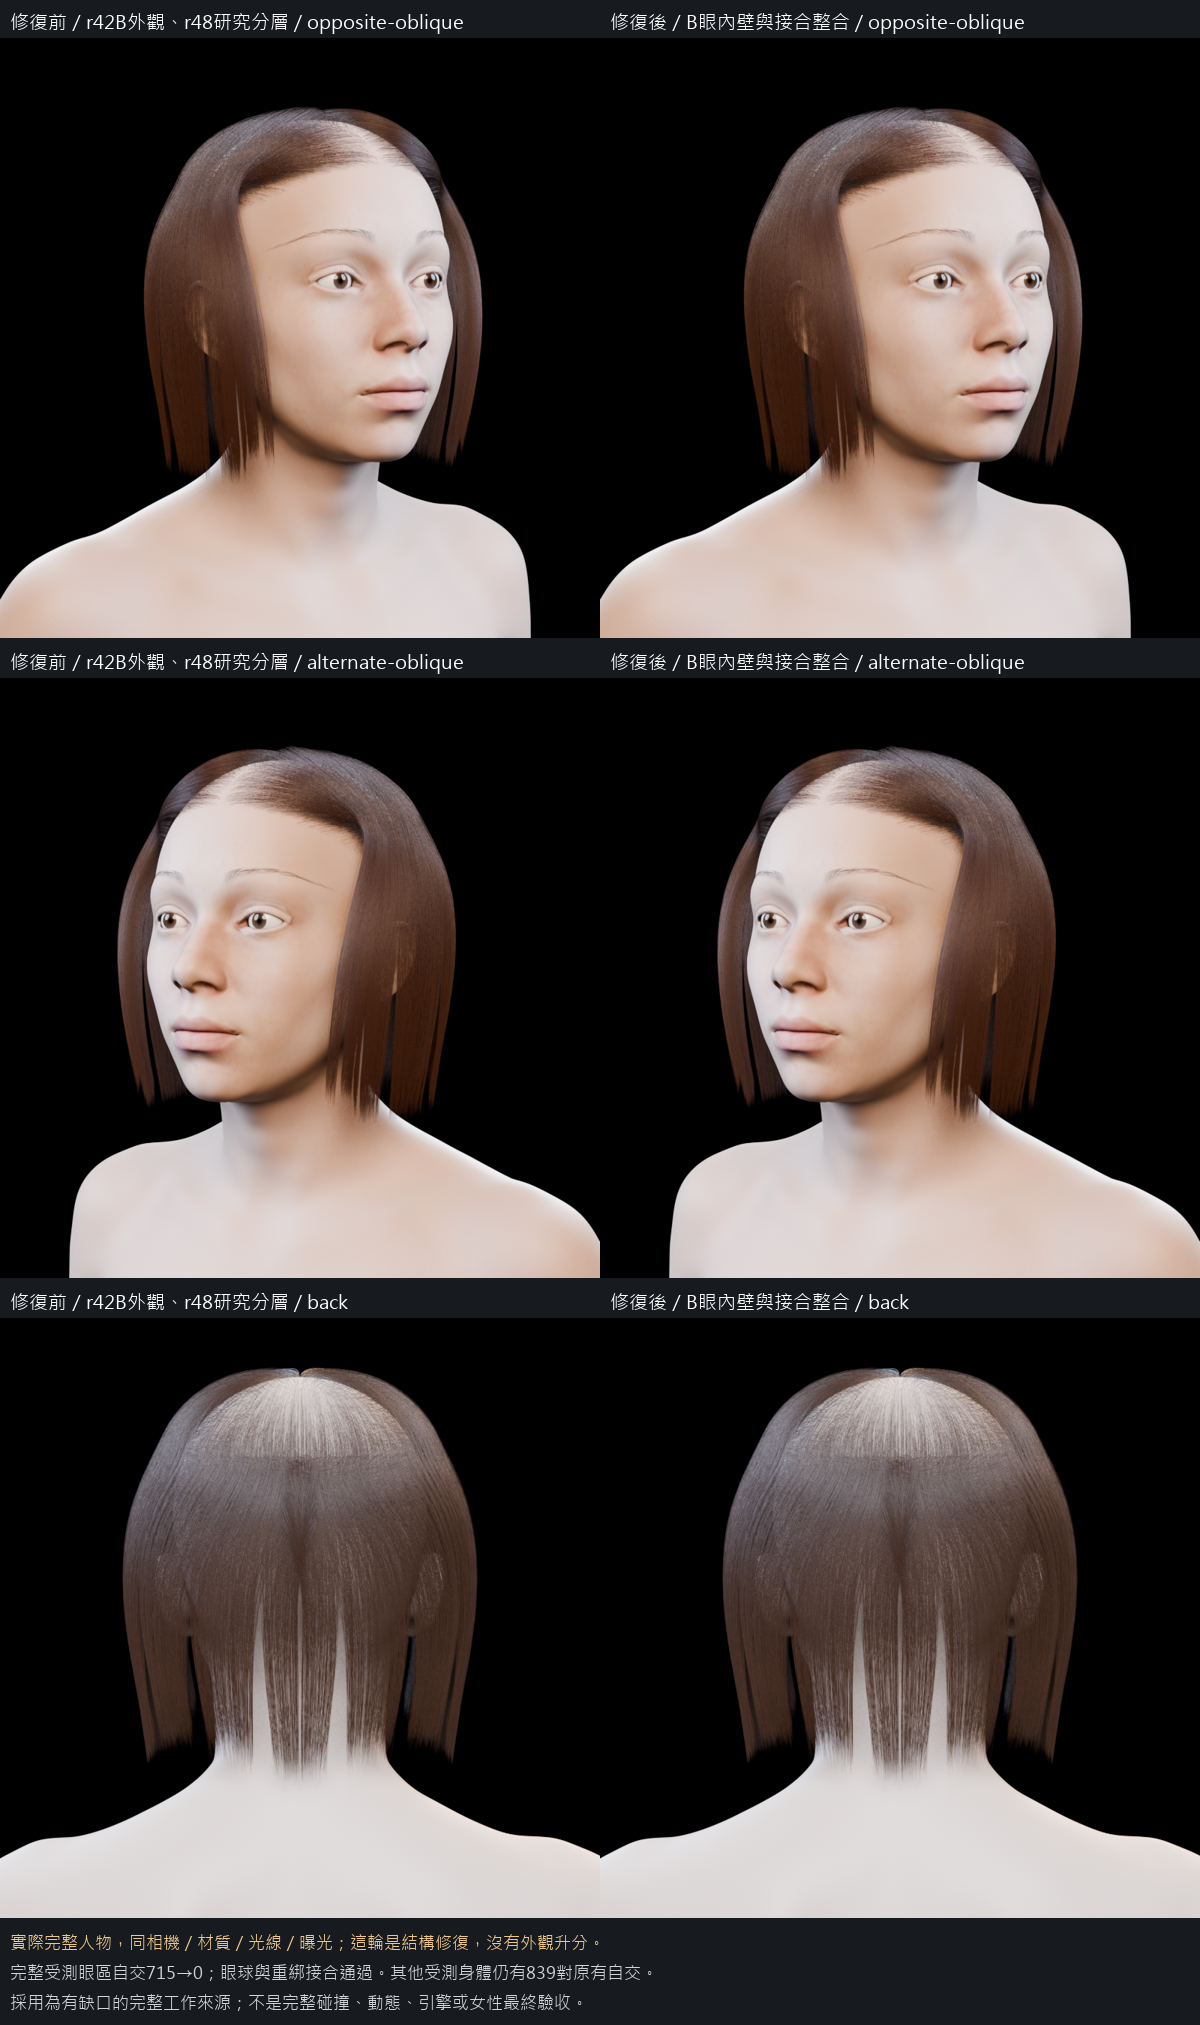 修復前 / r42B外觀、r48研究分層 / opposite-oblique
修復後 / B眼內壁與接合整合 / opposite-oblique
修復前 / r42B外觀、r48研究分層 / alternate-oblique
修復後 / B眼內壁與接合整合 / alternate-oblique
修復前 / r42B外觀、r48研究分層 / back
修復後 / B眼內壁與接合整合 / back
實際完整人物，同相機 / 材質 / 光線 / 曝光；這輪是結構修復，沒有外觀升分。
完整受測眼區自交715→0；眼球與重綁接合通過。其他受測身體仍有839對原有自交。
採用為有缺口的完整工作來源；不是完整碰撞、動態、引擎或女性最終驗收。